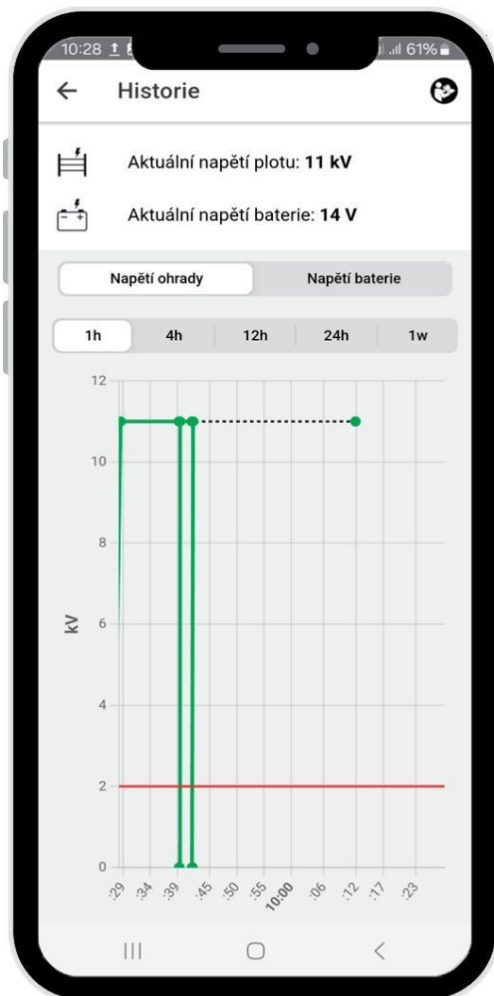 10:28 61%
Historie
Aktuální napětí plotu: 11 kV
Aktuální napětí baterie: 14 V
Napětí ohrady Napětí baterie
1h 4h 12h 24h 1w
12
10
8
6
4
2
0
kV
:29 :34 :39 :45 :50 :55 10:00 :06 :12 :17 :23